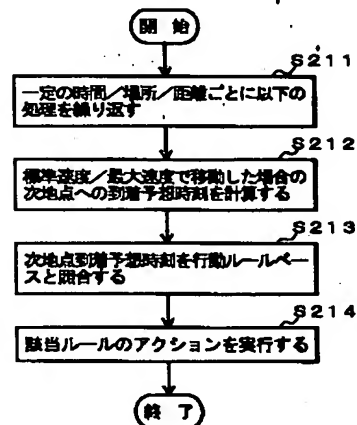 開 始
S211
一定の時間/場所/距離ごとに以下の
処理を繰り返す
S212
標準速度/最大速度で移動した場合の
次地点への到着予想時刻を計算する
S213
次地点到着予想時刻を行動ルールベ
ースと照合する
S214
該当ルールのアクションを実行する
終 了